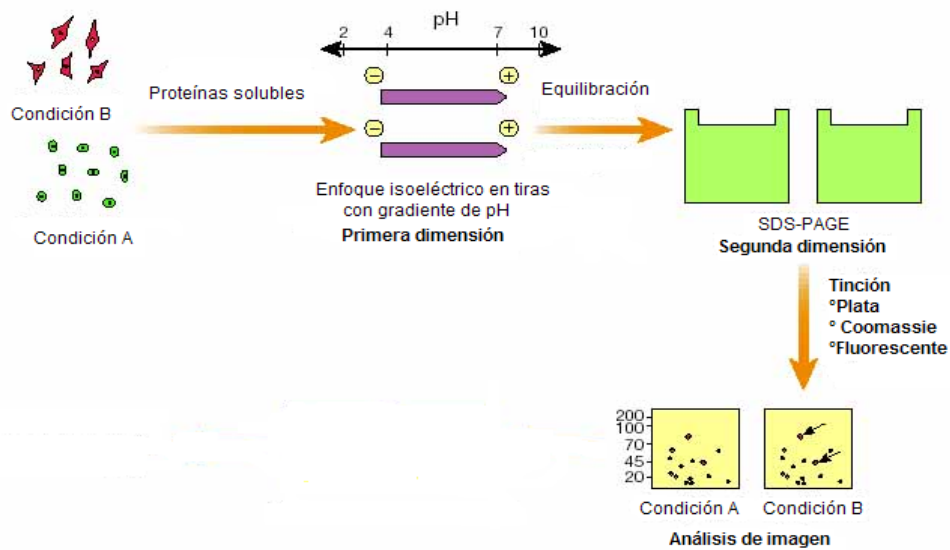 Condición B
Condición A
Proteínas solubles
pH
2 4 7 10
− +
− +
Enfoque isoeléctrico en tiras
con gradiente de pH
Primera dimensión
Equilibración
SDS-PAGE
Segunda dimensión
Tinción
°Plata
° Coomassie
°Fluorescente
200
100
70
45
20
Condición A
Condición B
Análisis de imagen